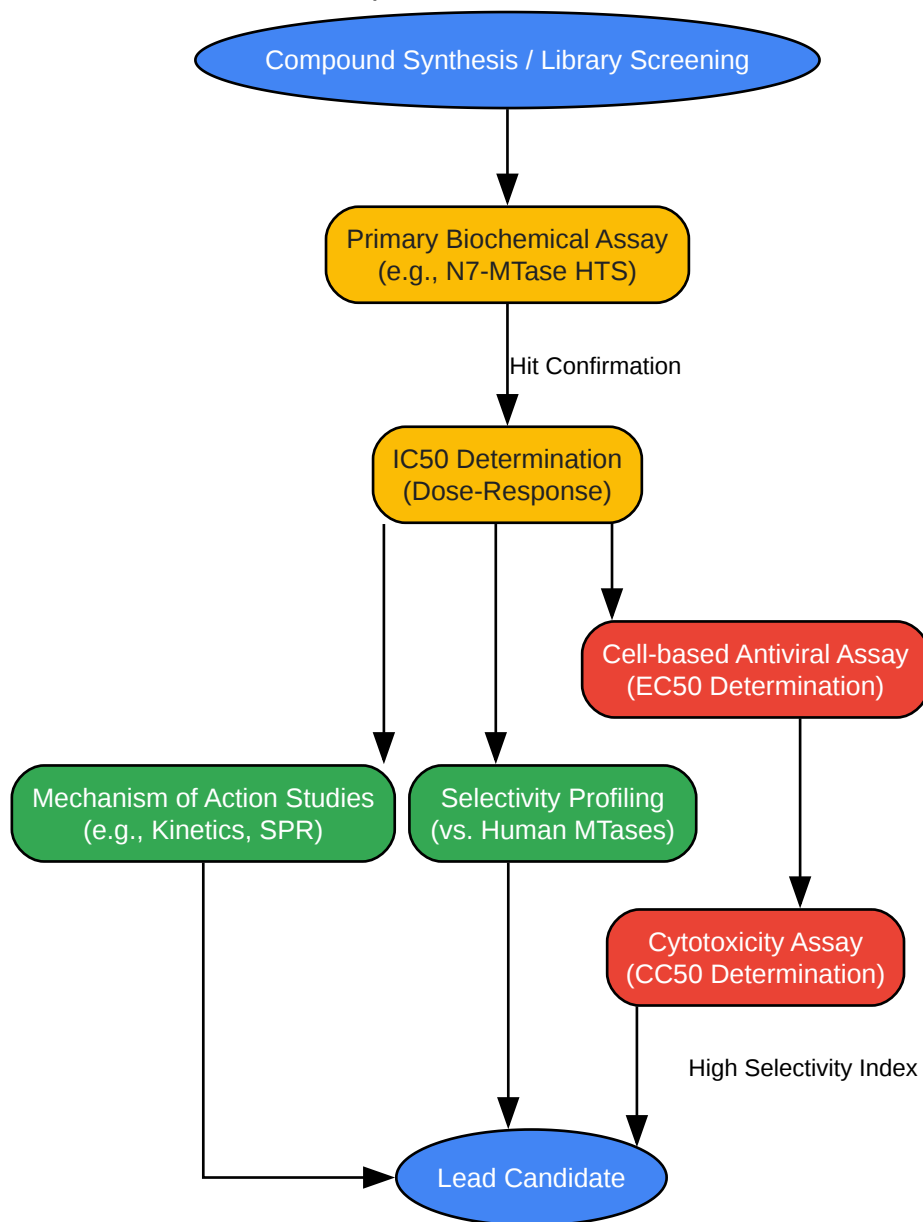 Compound Synthesis / Library Screening
Primary Biochemical Assay
(e.g., N7-MTase HTS)
Hit Confirmation
IC50 Determination
(Dose-Response)
Cell-based Antiviral Assay
(EC50 Determination)
Mechanism of Action Studies
(e.g., Kinetics, SPR)
Selectivity Profiling
(vs. Human MTases)
Cytotoxicity Assay
(CC50 Determination)
High Selectivity Index
Lead Candidate